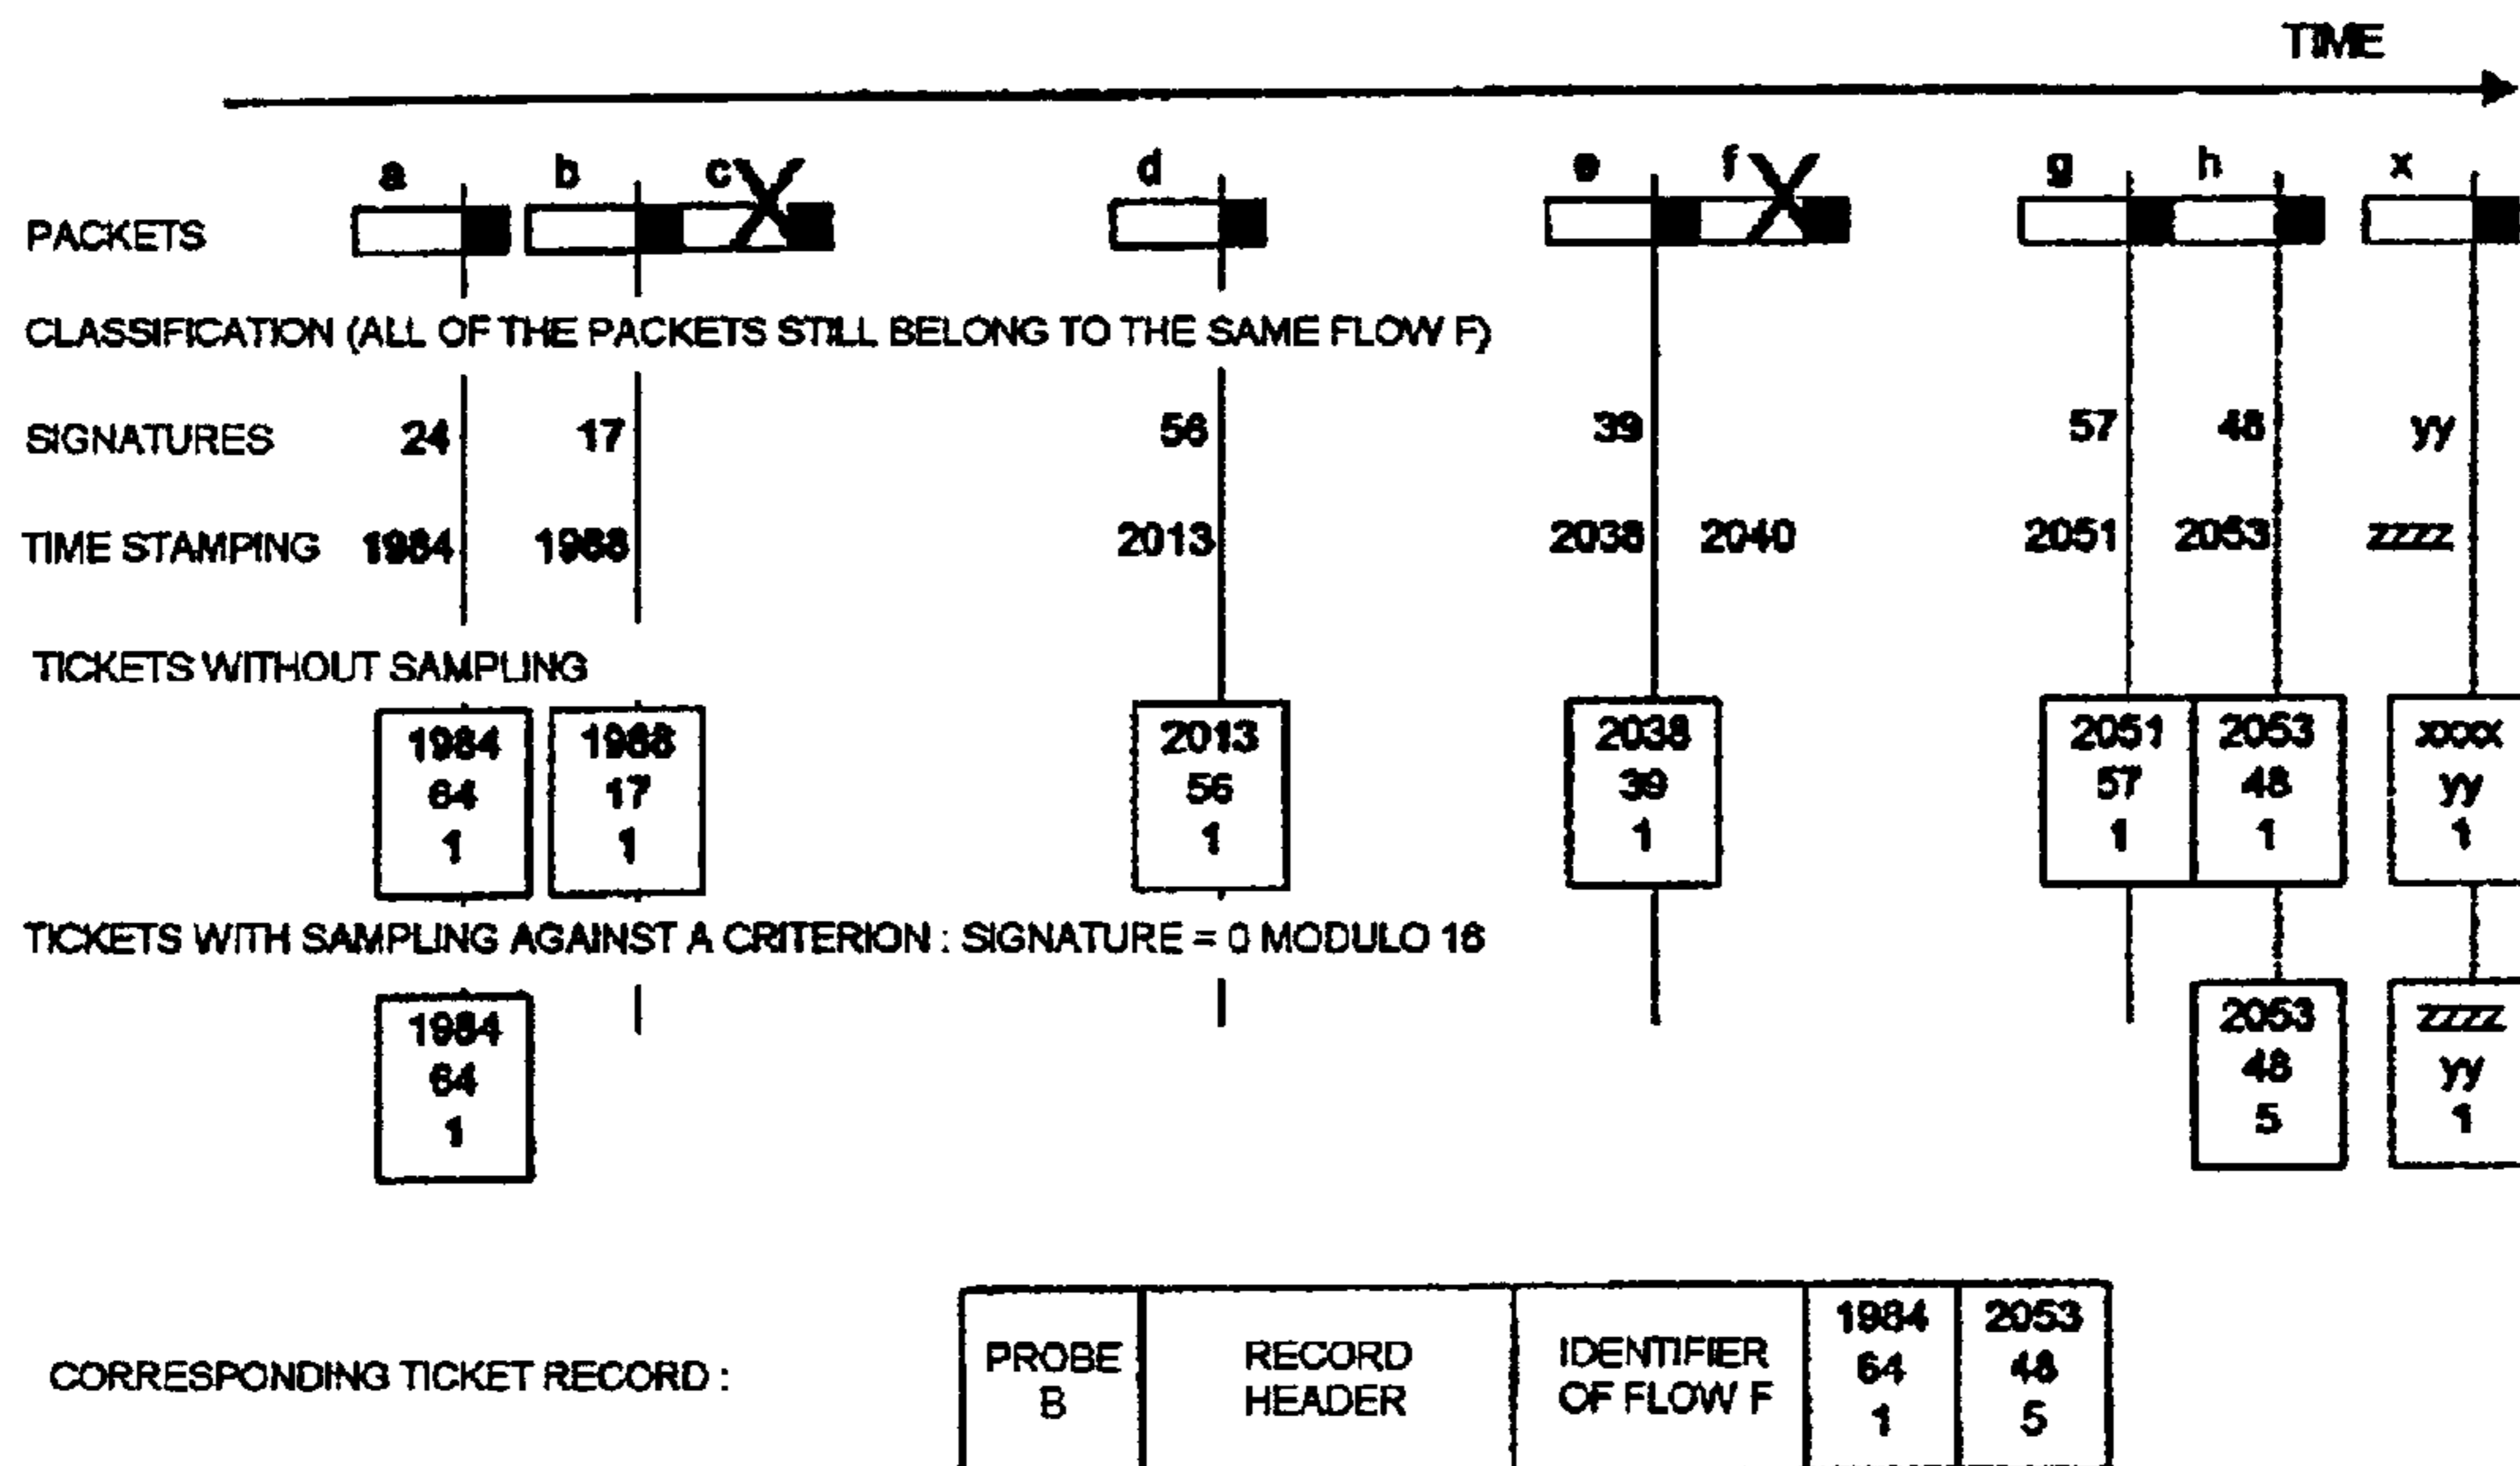 TIME
a b c d e f g h x
PACKETS
CLASSIFICATION (ALL OF THE PACKETS STILL BELONG TO THE SAME FLOW F)
SIGNATURES 24 17 56 39 57 48 yy
TIME STAMPING 1984 1988 2013 2038 2040 2051 2053 zzzz
TICKETS WITHOUT SAMPLING
1984 1988 2013 2038 2051 2053 xxxx
64 17 56 39 57 48 yy
1 1 1 1 1 1 1
TICKETS WITH SAMPLING AGAINST A CRITERION : SIGNATURE = 0 MODULO 16
1984 2053 zzzz
64 48 yy
1 5 1
CORRESPONDING TICKET RECORD :
PROBE
B
RECORD
HEADER
IDENTIFIER
OF FLOW F
1984
64
1
2053
48
5